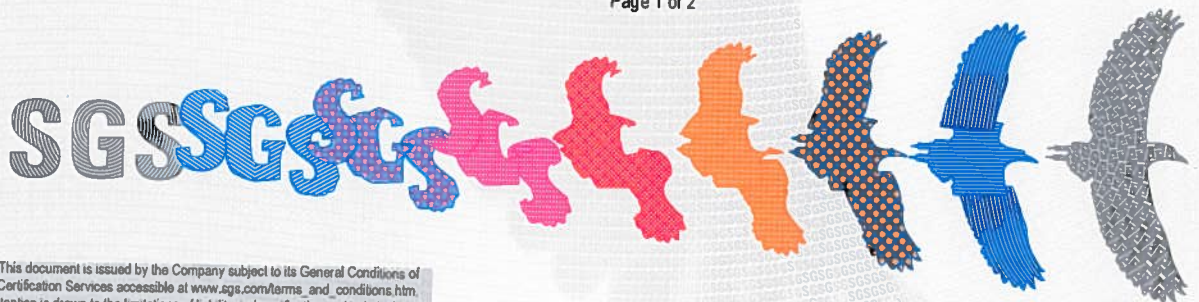 Page 1 of 2
SGS SGS SGS
This document is issued by the Company subject to its General Conditions of
Certification Services accessible at www.sgs.com/terms_and_conditions.htm.